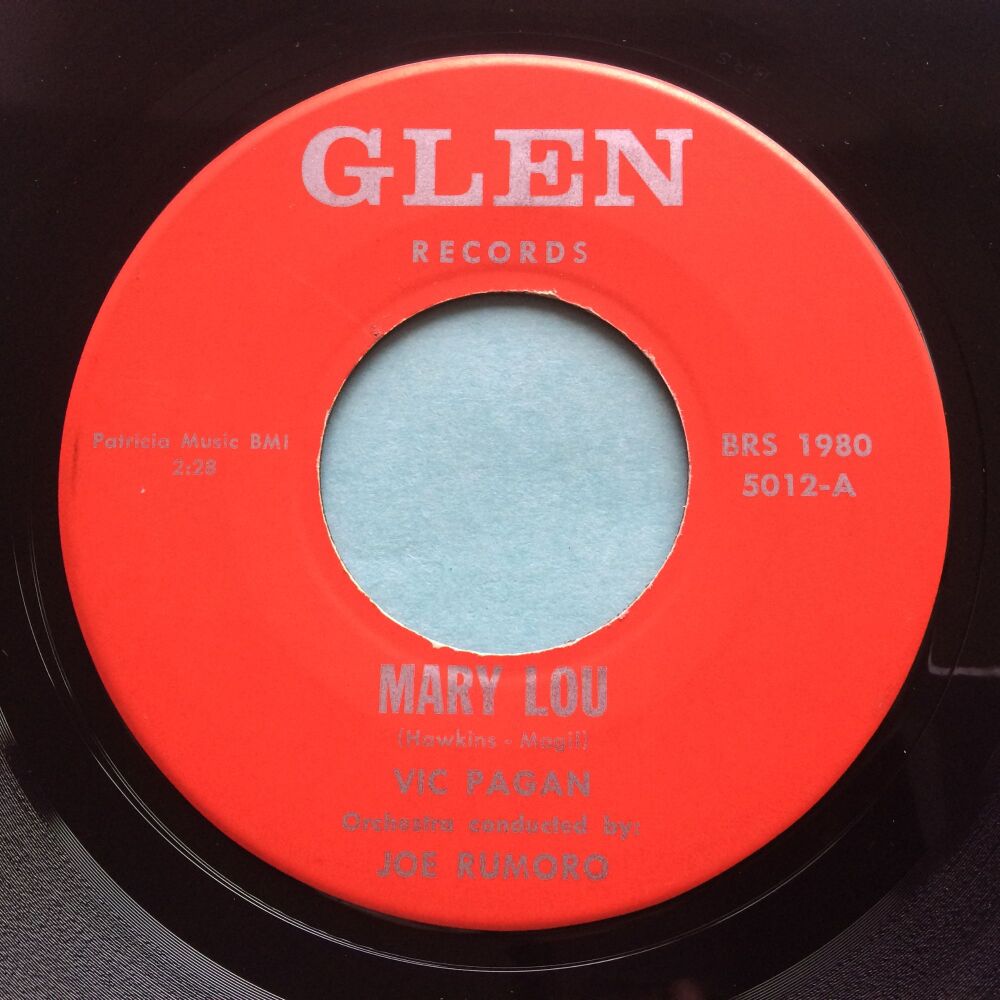 GLEN
RECORDS
Patricia Music BMI
2:28
BRS 1980
5012-A
MARY LOU
(Hawkins - Magil)
VIC PAGAN
Orchestra conducted by:
JOE RUMORO